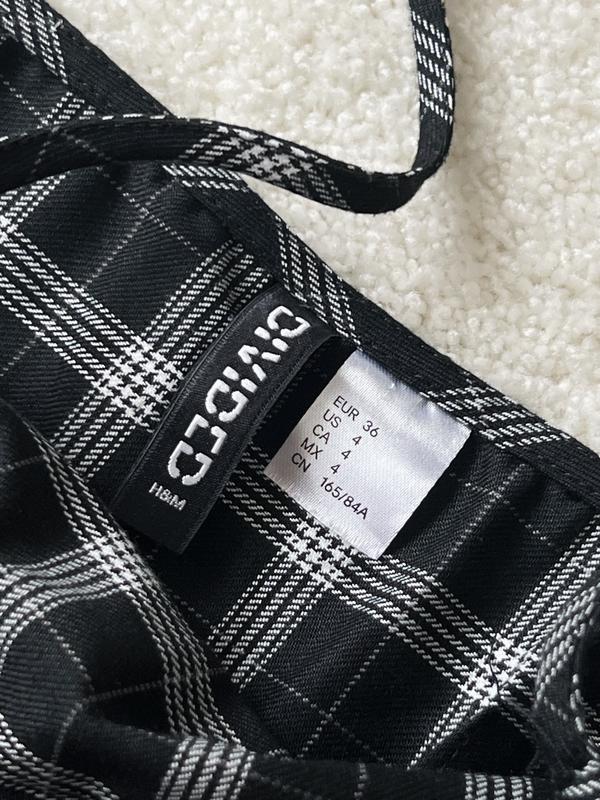 DIVIDED
H&M
EUR 36
US 4
CA 4
MX 4
CN 165/84A